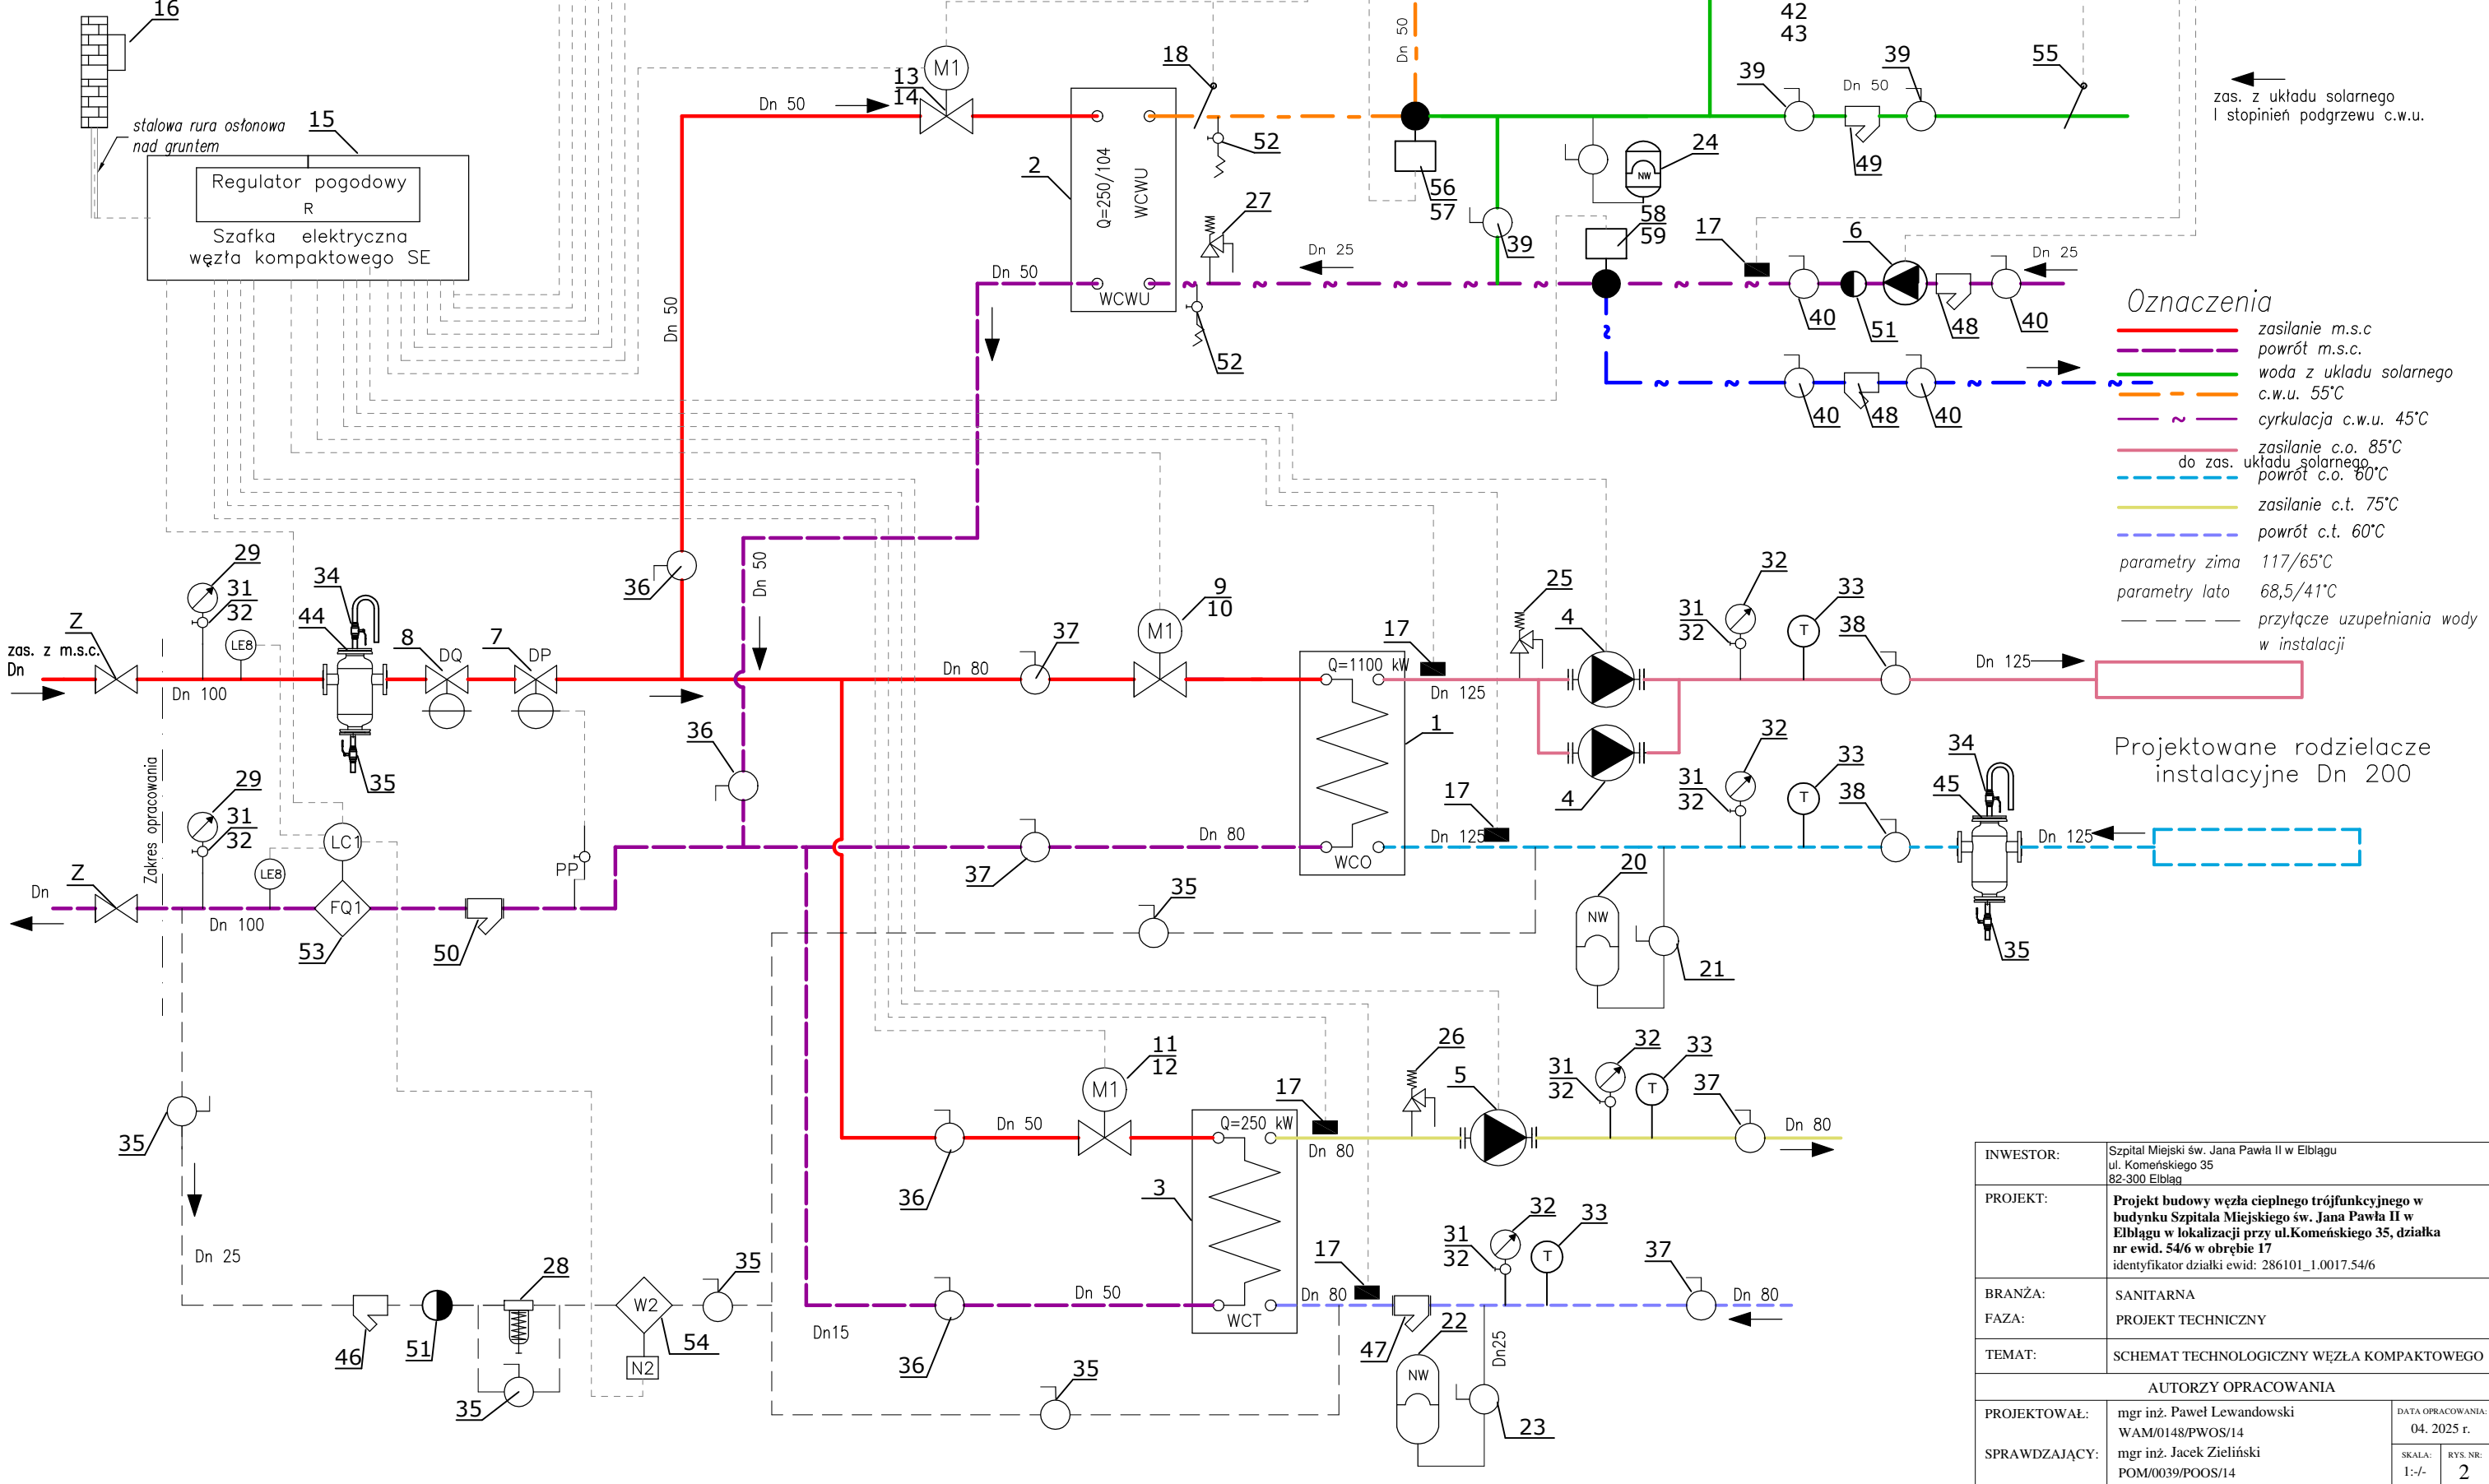 16
stalowa rura osłonowa
nad gruntem
15
Regulator pogodowy
R
Szafka elektryczna
węzła kompaktowego SE
Dn 50
13
14
M1
18
52
2
Q=250/104
WCWU
WCWU
27
52
Dn 50
Dn 50
Dn 50
56
57
24
NW
42
43
39
Dn 50
39
49
55
zas. z układu solarnego
I stopinień podgrzewu c.w.u.
39
58
59
Dn 25
17
6
Dn 25
40
51
48
40
40
48
40
Oznaczenia
zasilanie m.s.c
powrót m.s.c.
woda z ukladu solarnego
c.w.u. 55°C
cyrkulacja c.w.u. 45°C
zasilanie c.o. 85°C
do zas. układu solarnego
powrót c.o. 60°C
zasilanie c.t. 75°C
powrót c.t. 60°C
parametry zima 117/65°C
parametry lato 68,5/41°C
przyłącze uzupełniania wody
w instalacji
zas. z m.s.c.
Dn
Z
29
31
32
LE8
Dn 100
34
44
35
8
DQ
7
DP
36
Dn 50
Dn 80
37
9
10
M1
Q=1100 kW
17
Dn 125
25
4
4
1
31
32
32
33
T
38
Dn 125
Projektowane rodzielacze
instalacyjne Dn 200
Zakres opracowania
29
31
32
LE8
LC1
FQ1
53
Dn
Z
Dn 100
50
PP
36
37
Dn 80
WCO
17
Dn 125
31
32
32
33
T
38
34
45
35
Dn 125
20
NW
21
35
35
Dn 25
46
51
28
35
W2
N2
54
35
Dn15
36
Dn 50
11
12
M1
Q=250 kW
17
Dn 80
26
5
31
32
32
33
T
37
Dn 80
3
36
Dn 50
WCT
17
Dn 80
47
22
NW
Dn25
23
31
32
32
33
T
37
Dn 80
35
INWESTOR:
Szpital Miejski św. Jana Pawła II w Elblągu
ul. Komeńskiego 35
82-300 Elbląg
PROJEKT:
Projekt budowy węzła cieplnego trójfunkcyjnego w
budynku Szpitala Miejskiego św. Jana Pawła II w
Elblągu w lokalizacji przy ul.Komeńskiego 35, działka
nr ewid. 54/6 w obrębie 17
identyfikator działki ewid: 286101_1.0017.54/6
BRANŻA:
SANITARNA
FAZA:
PROJEKT TECHNICZNY
TEMAT:
SCHEMAT TECHNOLOGICZNY WĘZŁA KOMPAKTOWEGO
AUTORZY OPRACOWANIA
PROJEKTOWAŁ:
mgr inż. Paweł Lewandowski
WAM/0148/PWOS/14
SPRAWDZAJĄCY:
mgr inż. Jacek Zieliński
POM/0039/POOS/14
DATA OPRACOWANIA:
04. 2025 r.
SKALA:
1:-/-
RYS. NR:
2